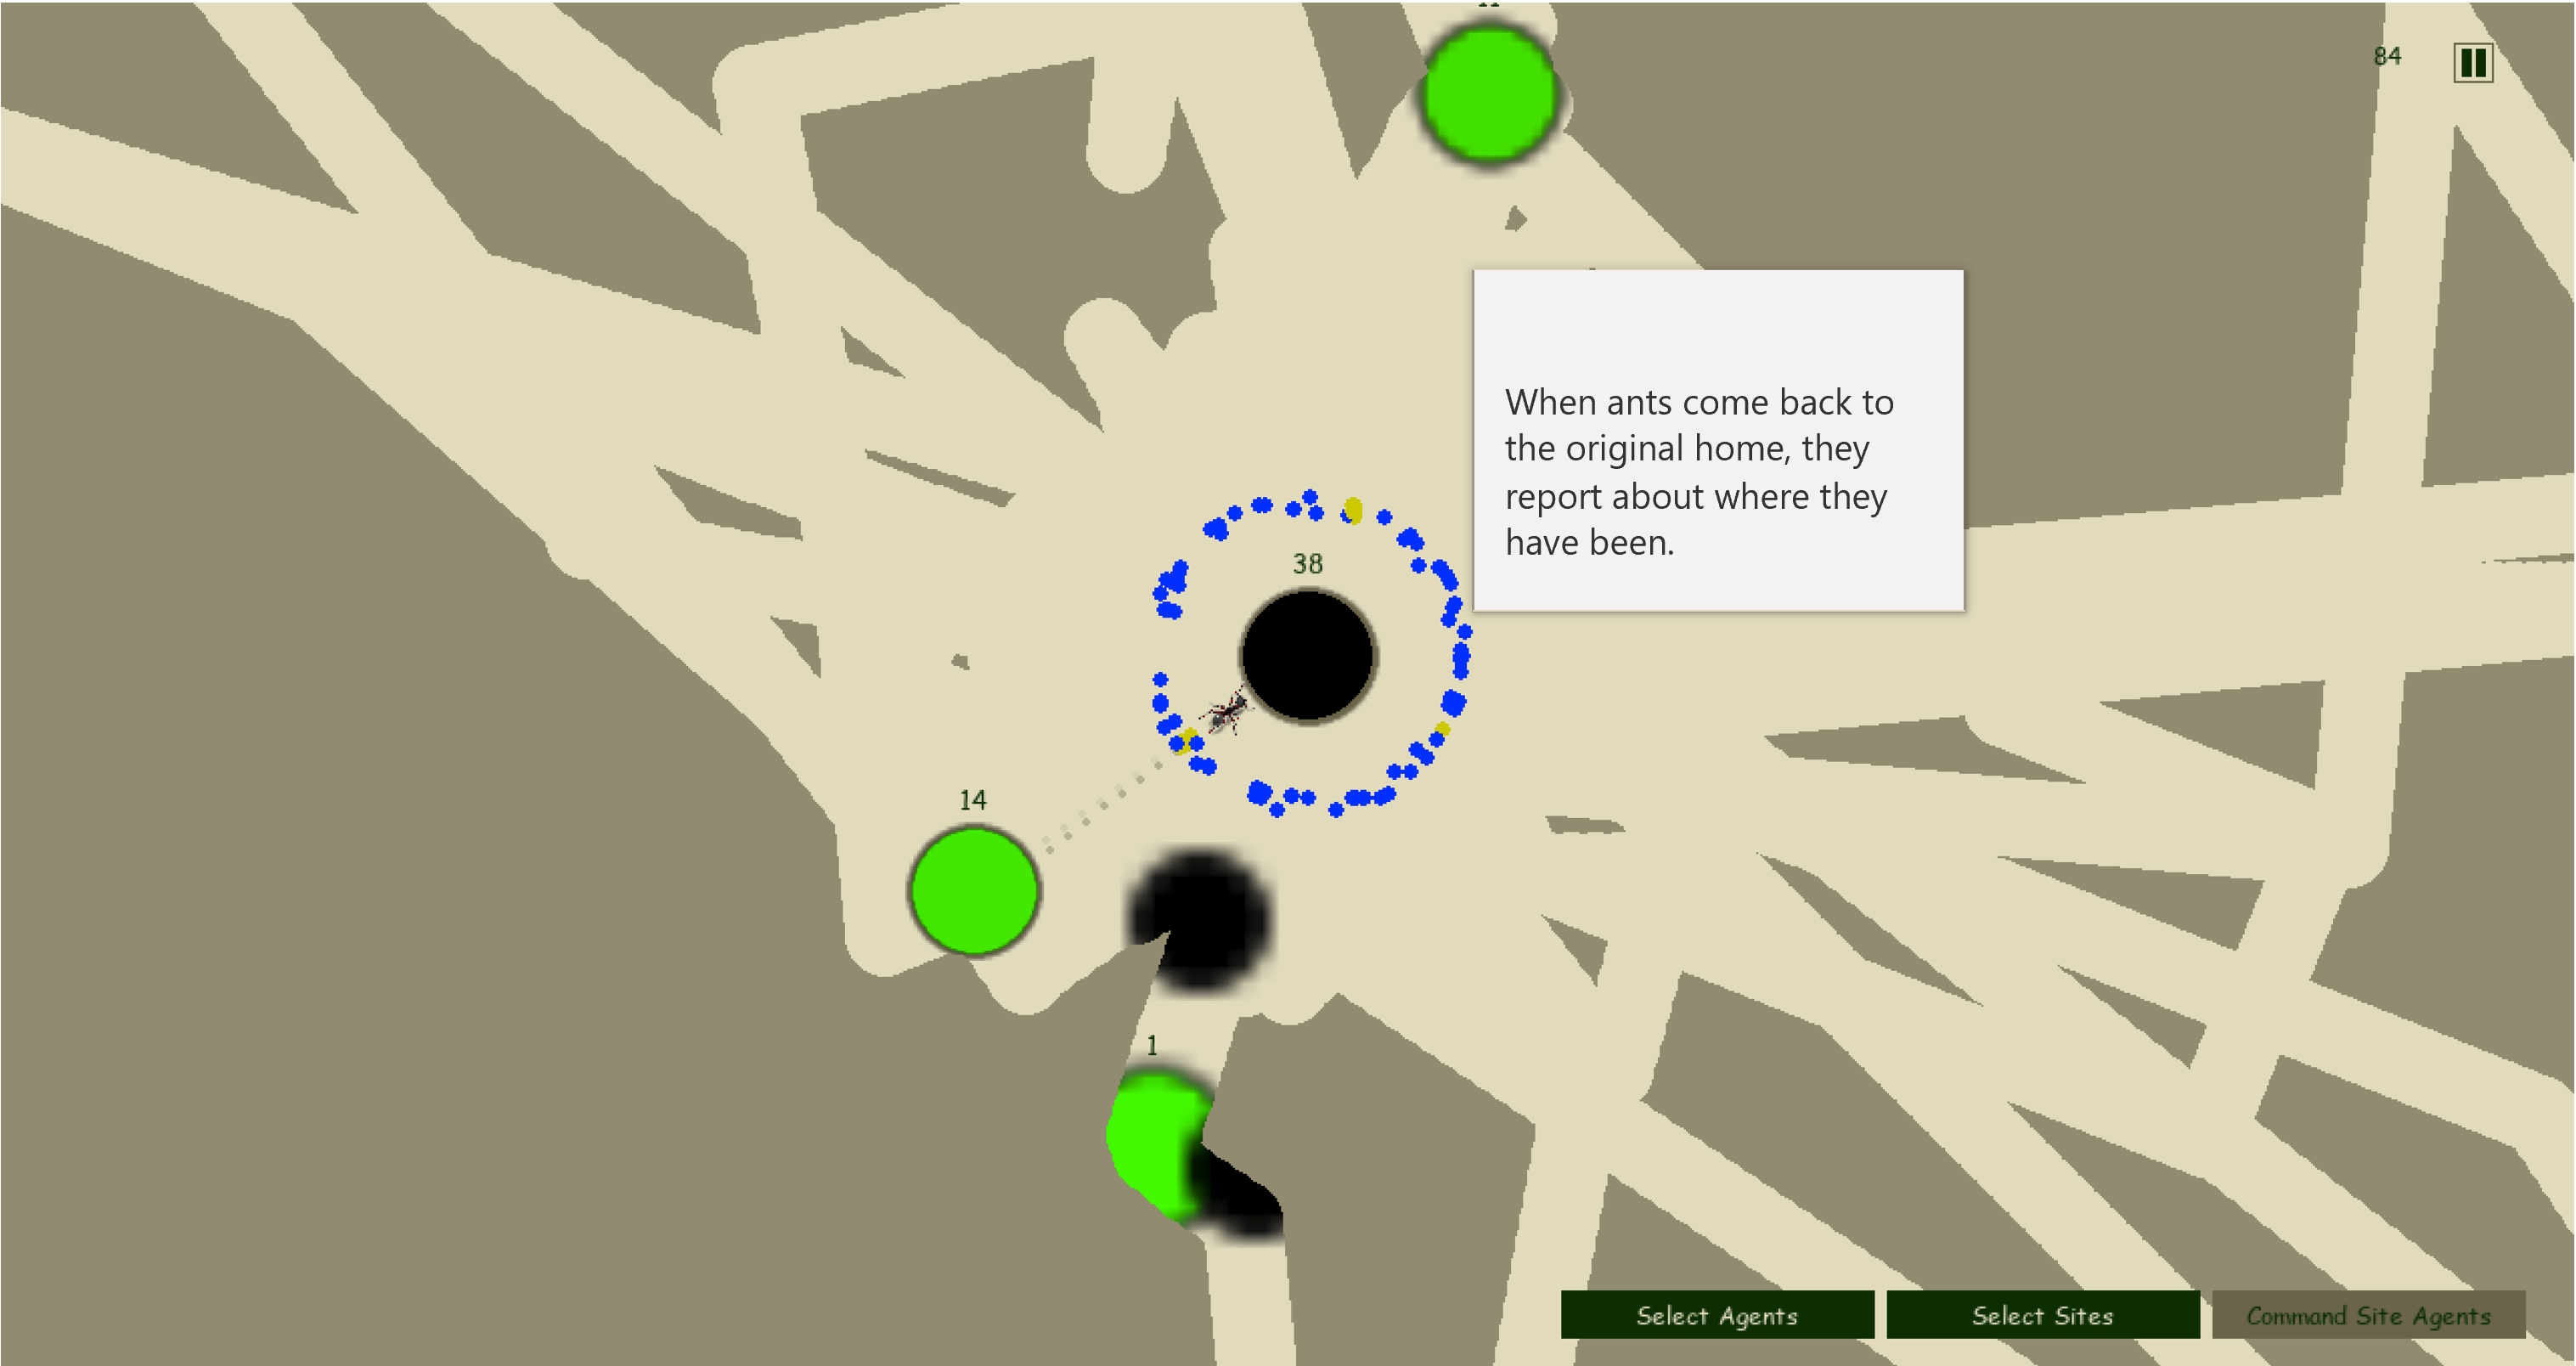 84
When ants come back to
the original home, they
report about where they
have been.
38
14
1
Select Agents
Select Sites
Command Site Agents